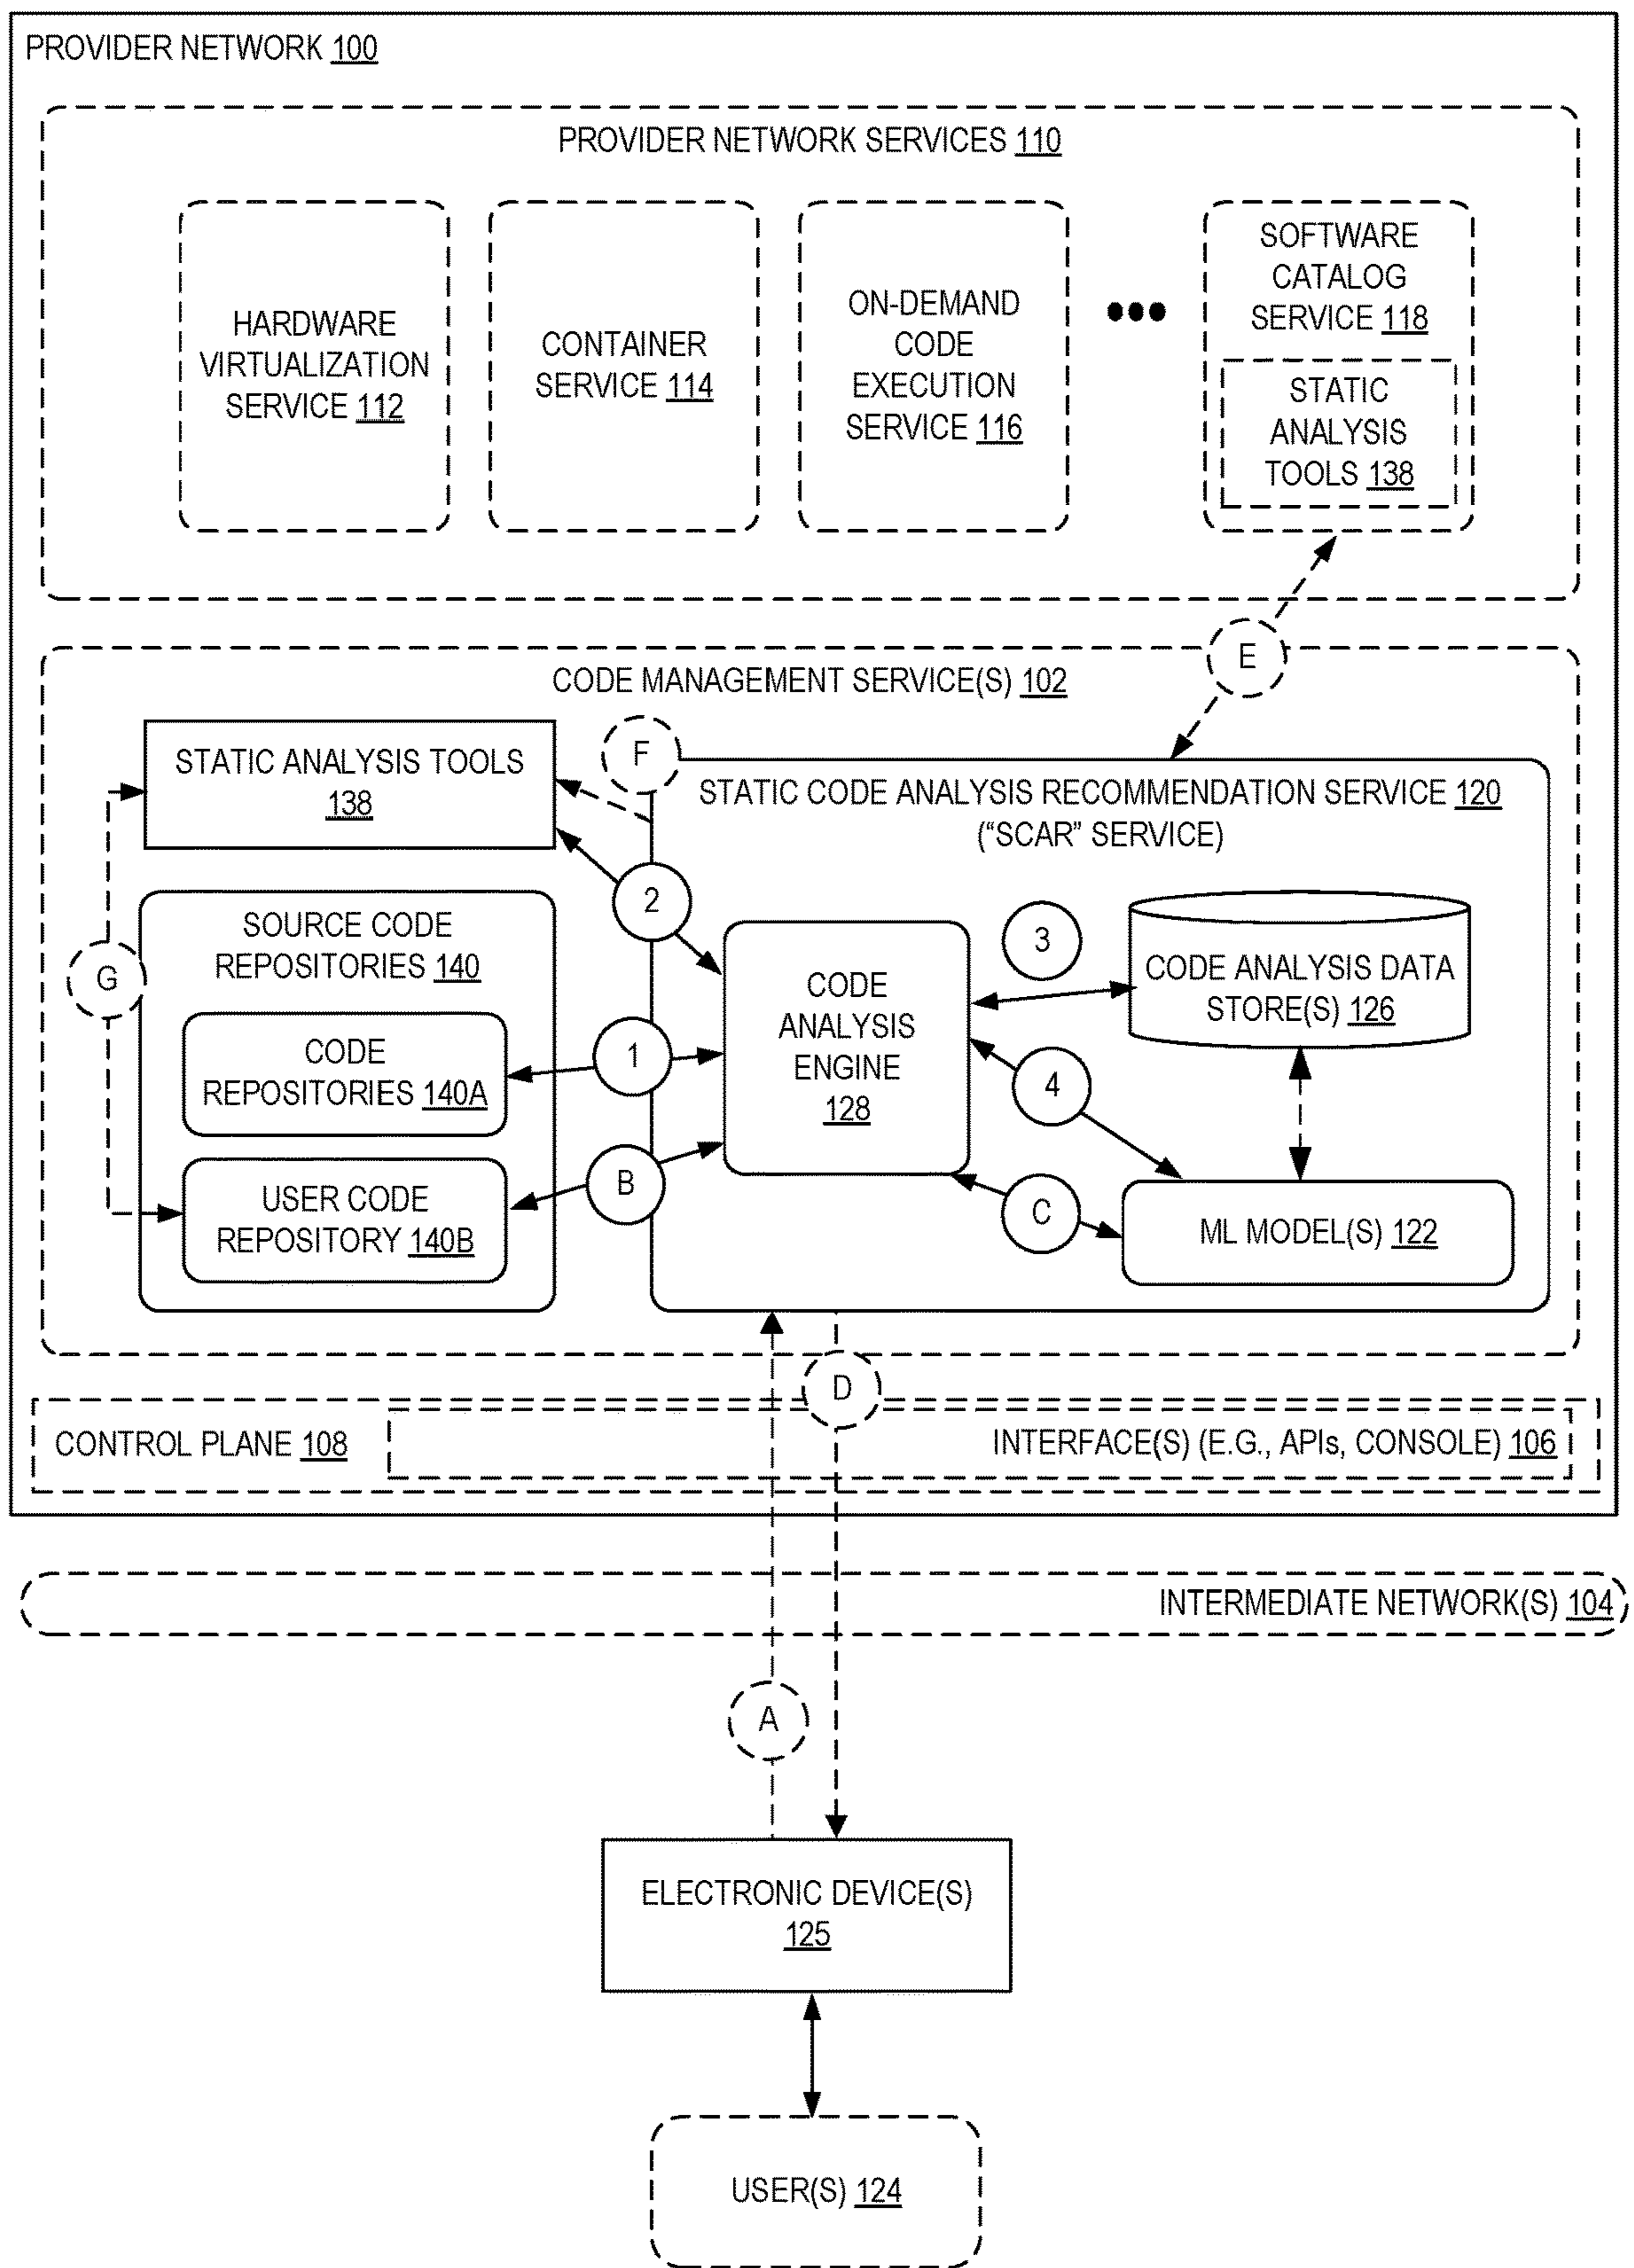 PROVIDER NETWORK 100
PROVIDER NETWORK SERVICES 110
HARDWARE
VIRTUALIZATION
SERVICE 112
CONTAINER
SERVICE 114
ON-DEMAND
CODE
EXECUTION
SERVICE 116
SOFTWARE
CATALOG
SERVICE 118
STATIC
ANALYSIS
TOOLS 138
E
CODE MANAGEMENT SERVICE(S) 102
STATIC ANALYSIS TOOLS
138
F
STATIC CODE ANALYSIS RECOMMENDATION SERVICE 120
("SCAR" SERVICE)
2
G
SOURCE CODE
REPOSITORIES 140
CODE
REPOSITORIES 140A
1
USER CODE
REPOSITORY 140B
B
CODE
ANALYSIS
ENGINE
128
3
CODE ANALYSIS DATA
STORE(S) 126
4
C
ML MODEL(S) 122
D
CONTROL PLANE 108
INTERFACE(S) (E.G., APIs, CONSOLE) 106
INTERMEDIATE NETWORK(S) 104
A
ELECTRONIC DEVICE(S)
125
USER(S) 124